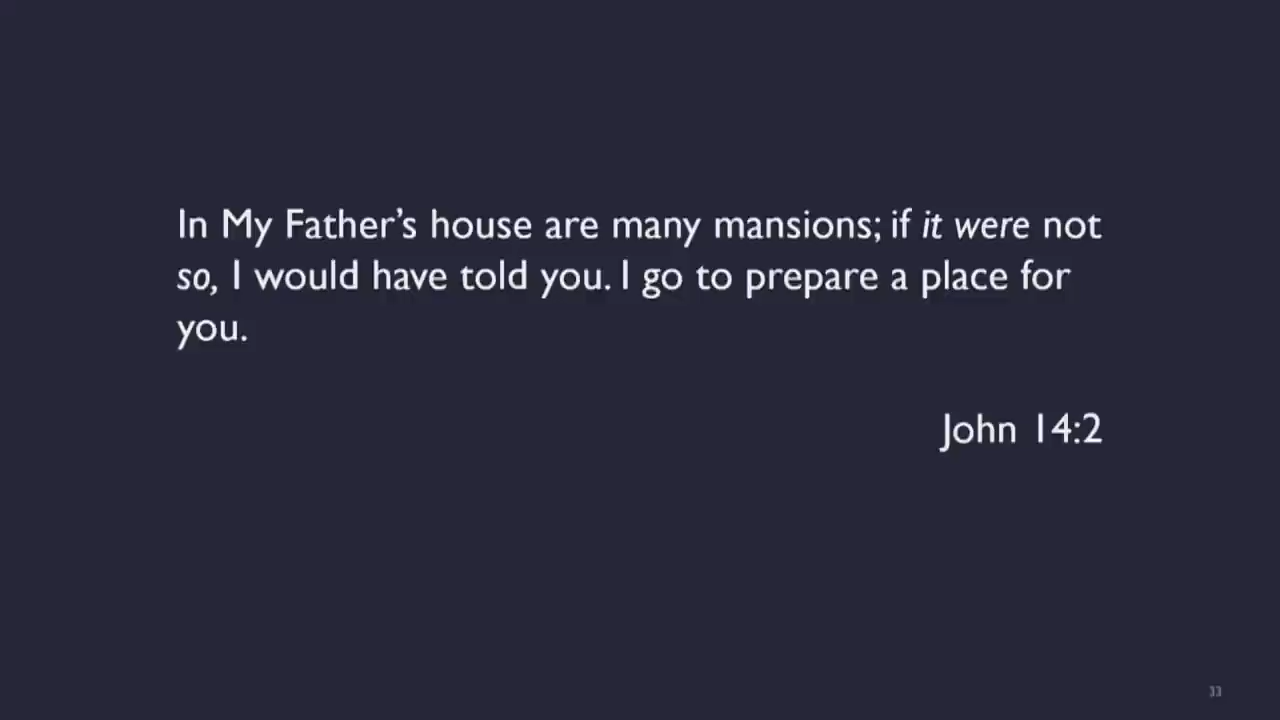 In My Father’s house are many mansions; if it were not
so, I would have told you. I go to prepare a place for
you.
John 14:2
33